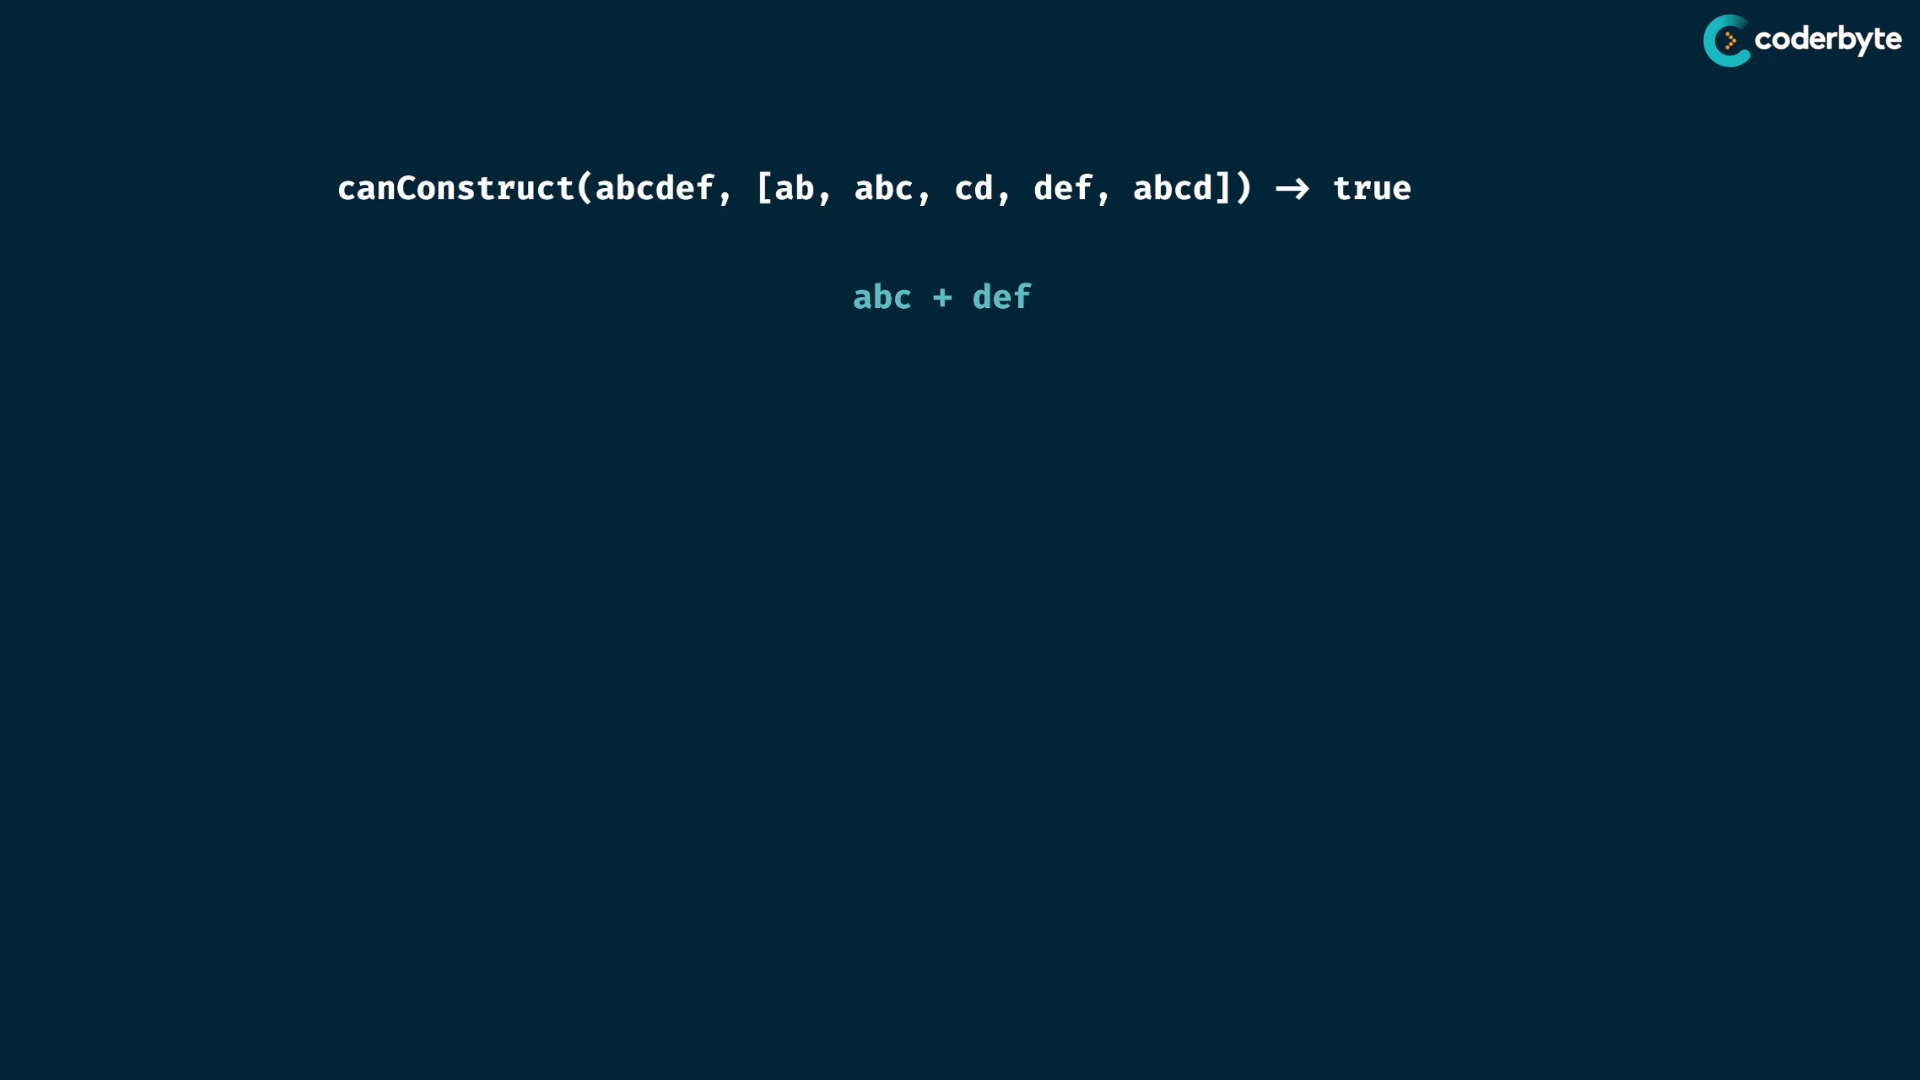 coderbyte
canConstruct(abcdef, [ab, abc, cd, def, abcd]) → true
abc + def